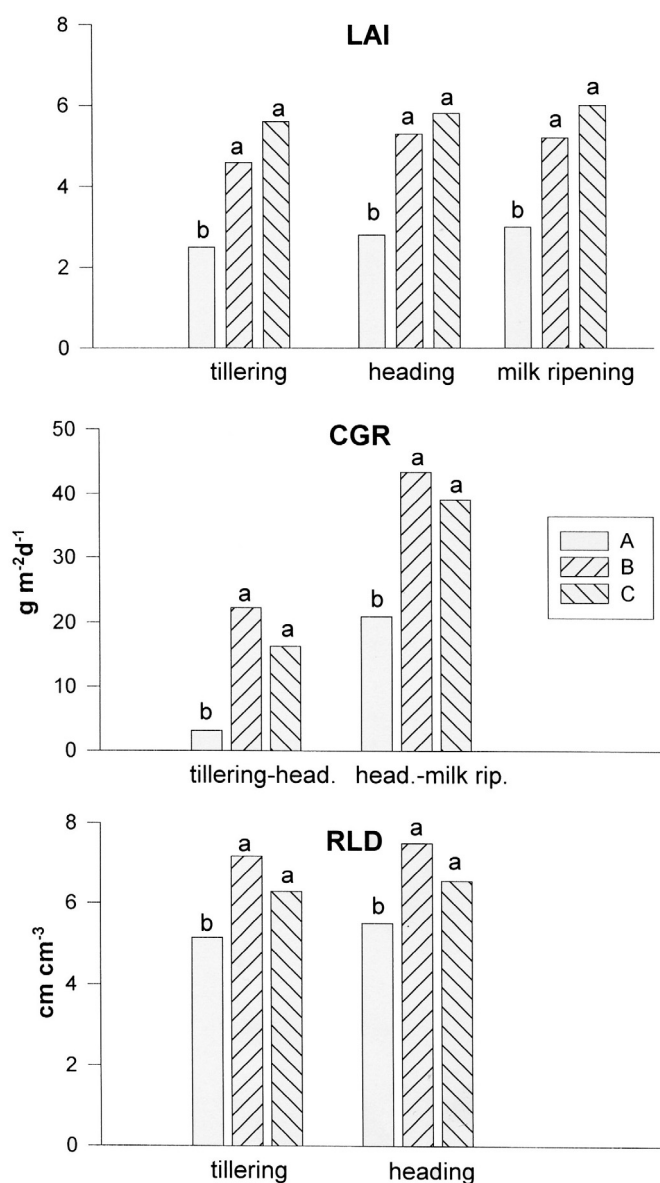 LAI
8
6
4
2
0
b
a
a
b
a
a
b
a
a
tillering
heading
milk ripening
CGR
g m⁻²d⁻¹
50
40
30
20
10
0
b
a
a
b
a
a
tillering-head.
head.-milk rip.
A
B
C
RLD
cm cm⁻³
8
6
4
2
0
b
a
a
b
a
a
tillering
heading